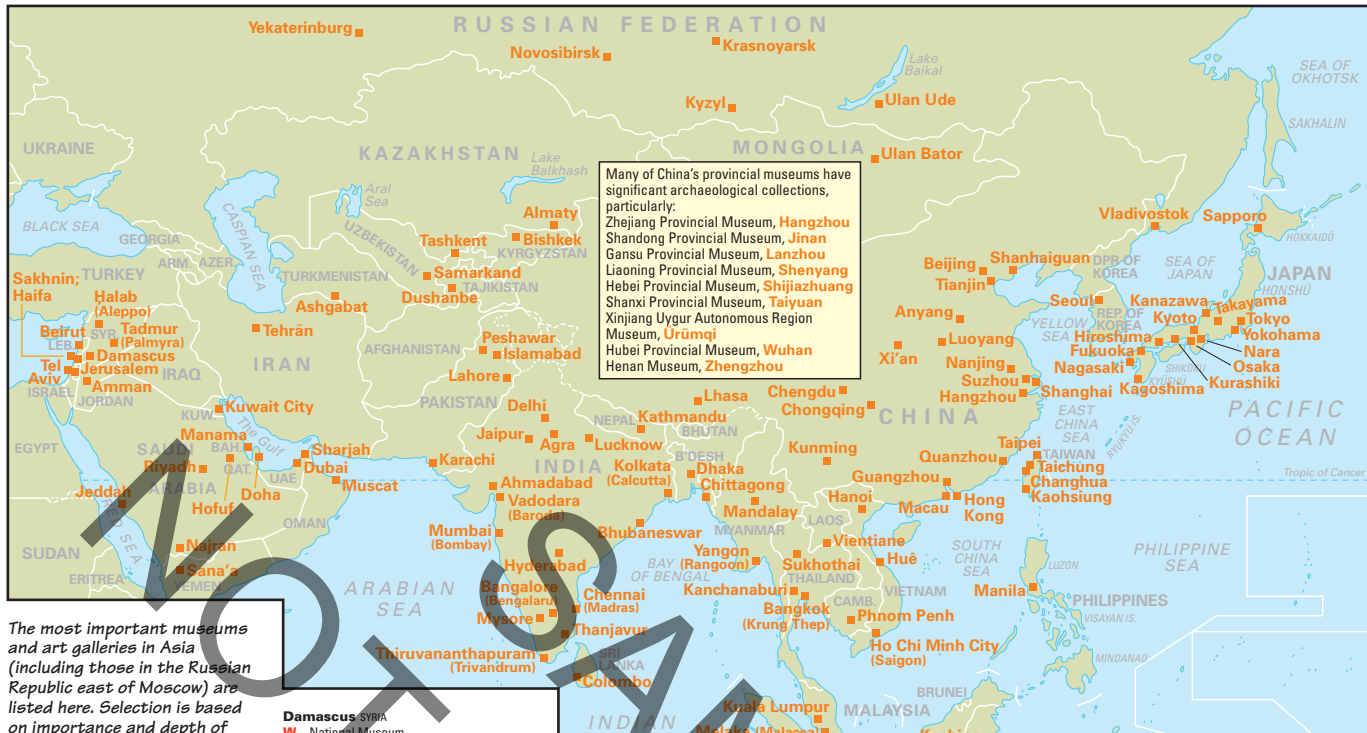 RUSSIAN FEDERATION
Yekaterinburg
Novosibirsk
Krasnoyarsk
Lake
Baikal
SEA OF
OKHOTSK
Kyzyl
Ulan Ude
SAKHALIN
UKRAINE
KAZAKHSTAN
Lake
Balkhash
MONGOLIA
Ulan Bator
Many of China's provincial museums have
significant archaeological collections,
particularly:
Zhejiang Provincial Museum, Hangzhou
Shandong Provincial Museum, Jinan
Gansu Provincial Museum, Lanzhou
Liaoning Provincial Museum, Shenyang
Hebei Provincial Museum, Shijiazhuang
Shanxi Provincial Museum, Taiyuan
Xinjiang Uygur Autonomous Region
Museum, Ürümqi
Hubei Provincial Museum, Wuhan
Henan Museum, Zhengzhou
Aral
Sea
BLACK SEA
CASPIAN SEA
GEORGIA
ARM.
AZER.
TURKEY
UZBEKISTAN
TURKMENISTAN
Almaty
Bishkek
KYRGYZSTAN
Tashkent
Samarkand
TAJIKISTAN
Dushanbe
Ashgabat
Vladivostok
Sapporo
HOKKAIDŌ
Beijing
Shanhaiguan
Tianjin
DPR OF
KOREA
SEA OF
JAPAN
JAPAN
HONSHŪ
Sakhnin;
Haifa
Halab
(Aleppo)
Beirut
SYR.
LEB.
Tadmur
(Palmyra)
Damascus
Tel
Aviv
Jerusalem
ISRAEL
Amman
JORDAN
IRAQ
Tehrān
IRAN
AFGHANISTAN
Peshawar
Islamabad
Lahore
PAKISTAN
Anyang
Luoyang
Xi'an
Seoul
REP. OF
KOREA
YELLOW
SEA
Kanazawa
Takayama
Kyoto
Tokyo
Yokohama
Hiroshima
Fukuoka
Nara
Osaka
Kurashiki
SHIKOKU
KYŪSHŪ
Nagasaki
Kagoshima
Nanjing
Suzhou
Shanghai
Hangzhou
Chengdu
Chongqing
CHINA
Lhasa
EAST
CHINA
SEA
RYUKYU IS.
PACIFIC
OCEAN
KUW.
Kuwait City
The Gulf
EGYPT
SAUDI
ARABIA
Manama
BAH.
QAT.
Riyadh
UAE
Sharjah
Dubai
Muscat
Doha
Hofuf
Jeddah
RED SEA
OMAN
Delhi
NEPAL
Kathmandu
BHUTAN
Jaipur
Agra
Lucknow
Karachi
INDIA
B'DESH
Kolkata
(Calcutta)
Dhaka
Chittagong
Ahmadabad
Vadodara
(Baroda)
Kunming
Taipei
Quanzhou
TAIWAN
Taichung
Changhua
Kaohsiung
Guangzhou
Tropic of Cancer
Hanoi
Macau
Hong
Kong
Mandalay
LAOS
MYANMAR
Mumbai
(Bombay)
Bhubaneswar
SUDAN
Najran
Sana'a
ERITREA
YEMEN
Hyderabad
Yangon
(Rangoon)
BAY
OF BENGAL
Vientiane
Sukhothai
THAILAND
Huê
SOUTH
CHINA
SEA
LUZON
PHILIPPINE
SEA
ARABIAN
SEA
Bangalore
(Bengalaru)
Chennai
(Madras)
Mysore
Thanjavur
Kanchanaburi
Bangkok
(Krung Thep)
CAMB.
VIETNAM
Phnom Penh
Manila
PHILIPPINES
VISAYAN IS.
Thiruvananthapuram
(Trivandrum)
SRI
LANKA
Colombo
Ho Chi Minh City
(Saigon)
MINDANAO
BRUNEI
INDIAN
Kuala Lumpur
MALAYSIA
Melaka (Malacca)
The most important museums
and art galleries in Asia
(including those in the Russian
Republic east of Moscow) are
listed here. Selection is based
on importance and depth of
Damascus SYRIA
W National Museum
NOT
SA